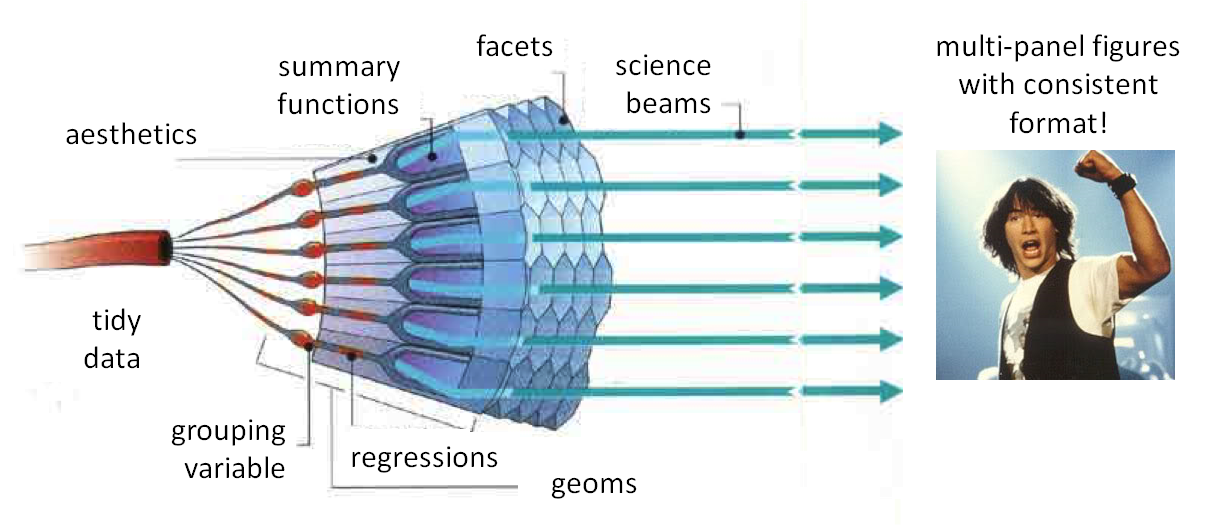 facets
summary
functions
science
beams
aesthetics
multi-panel figures
with consistent
format!
tidy
data
grouping
variable
regressions
geoms